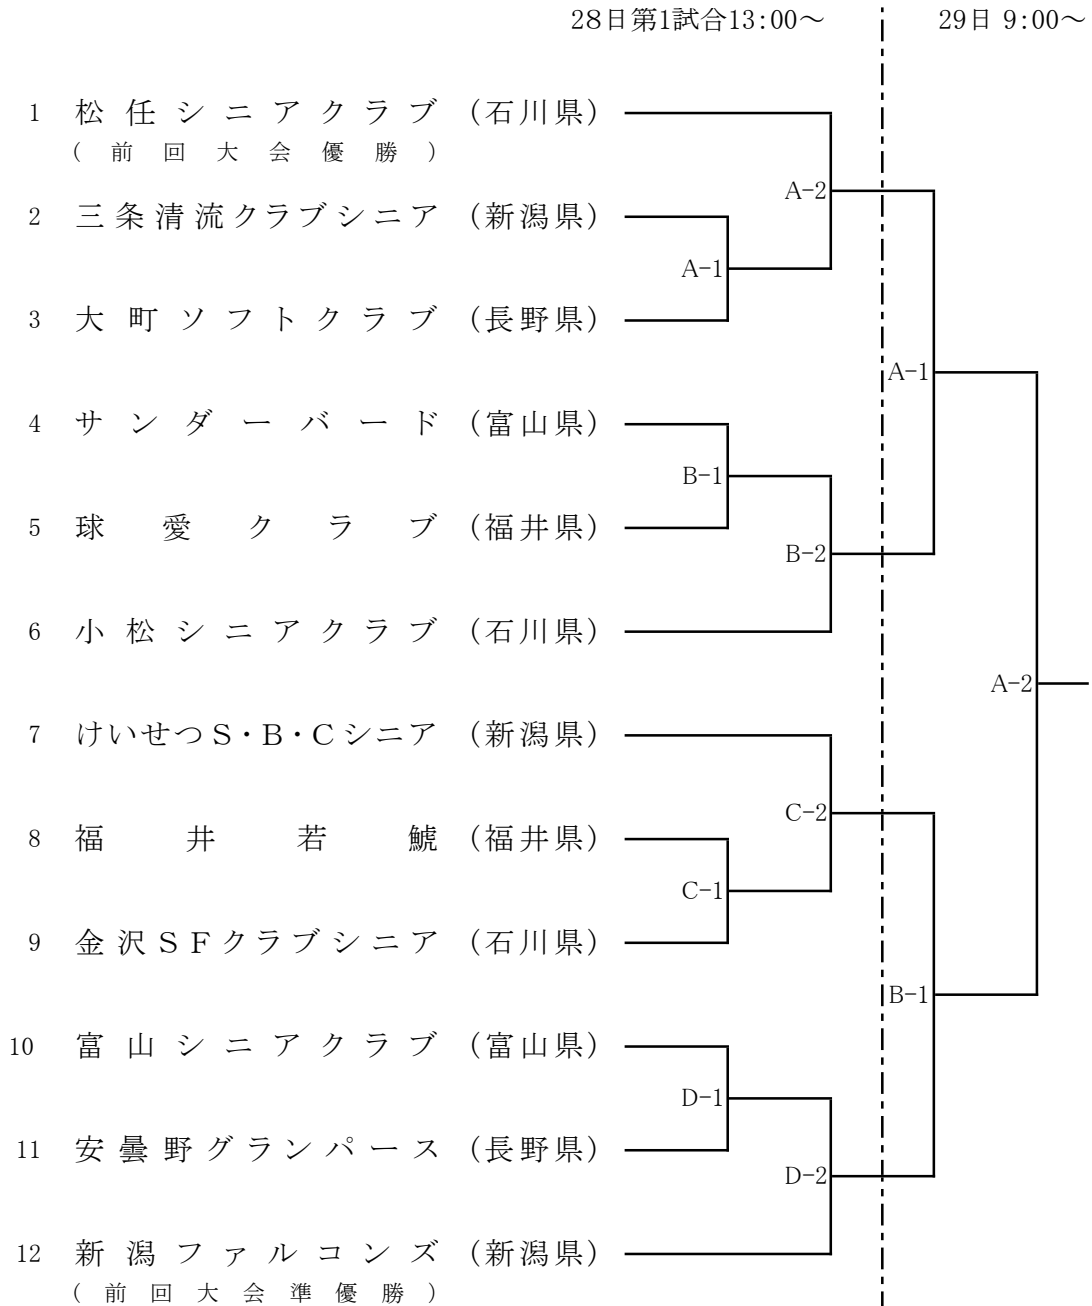 28日第1試合13:00～ 29日 9:00～
1 松任シニアクラブ (石川県)
(前回大会優勝)
A-2
2 三条清流クラブシニア (新潟県)
A-1
3 大町ソフトクラブ (長野県)
A-1
4 サンダーバード (富山県)
B-1
5 球愛クラブ (福井県)
B-2
6 小松シニアクラブ (石川県)
A-2
7 けいせつS・B・Cシニア (新潟県)
C-2
8 福井若鯱 (福井県)
C-1
9 金沢SFクラブシニア (石川県)
B-1
10 富山シニアクラブ (富山県)
D-1
11 安曇野グランパース (長野県)
D-2
12 新潟ファルコンズ (新潟県)
(前回大会準優勝)